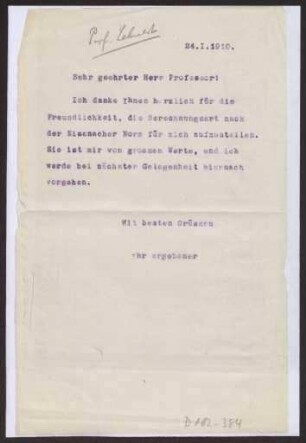 Prof.
24.I.1910.
Sehr geehrter Herr Professor!
Ich danke Ihnen herzlich für die
Freundlichkeit, die Berechnungsart nach
der Eisenacher Norm für mich aufzustellen.
Sie ist mir von grossem Werte, und ich
werde bei nächster Gelegenheit hiernach
vorgehen.
Mit besten Grüssen
Ihr ergebener